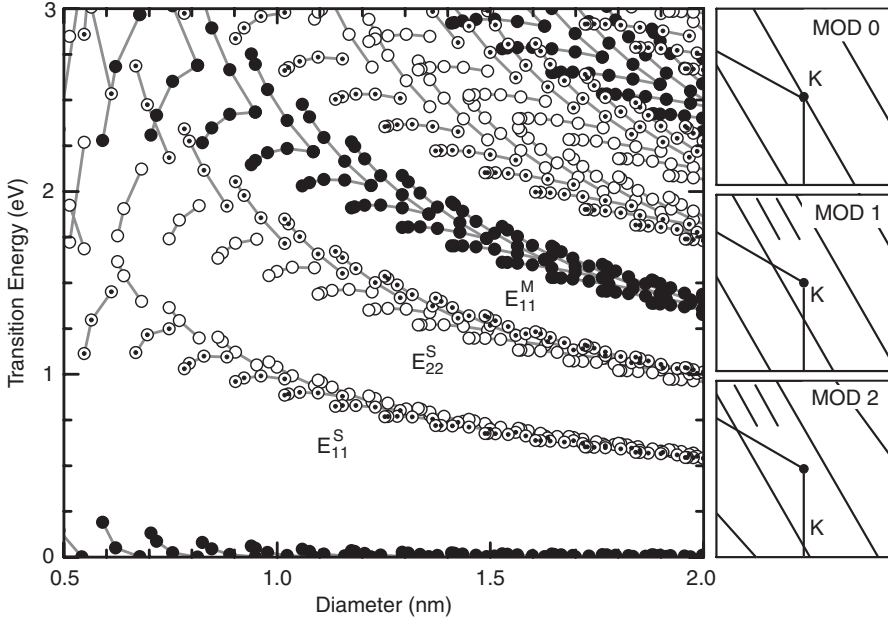 3
2
1
0
Transition Energy (eV)
0.5
1.0
1.5
2.0
Diameter (nm)
E₁₁ᴹ
E₂₂ˢ
E₁₁ˢ
MOD 0
K
MOD 1
K
MOD 2
K